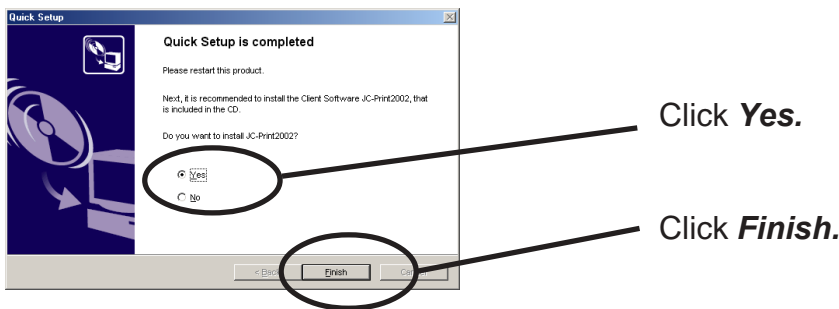 Quick Setup
Quick Setup is completed
Please restart this product.
Next, it is recommended to install the Client Software JC-Print2002, that
is included in the CD.
Do you want to install JC-Print2002?
Yes
No
Click Yes.
< Back Finish Cancel
Click Finish.